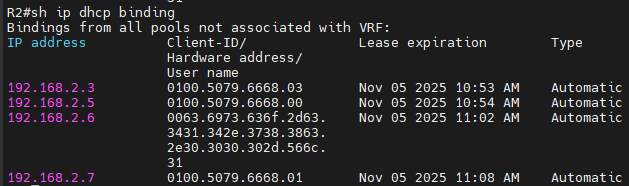 31
R2#sh ip dhcp binding
Bindings from all pools not associated with VRF:
IP address Client-ID/ Lease expiration Type
Hardware address/
User name
192.168.2.3 0100.5079.6668.03 Nov 05 2025 10:53 AM Automatic
192.168.2.5 0100.5079.6668.00 Nov 05 2025 10:54 AM Automatic
192.168.2.6 0063.6973.636f.2d63. Nov 05 2025 11:02 AM Automatic
3431.342e.3738.3863.
2e30.3030.302d.566c.
31
192.168.2.7 0100.5079.6668.01 Nov 05 2025 11:08 AM Automatic